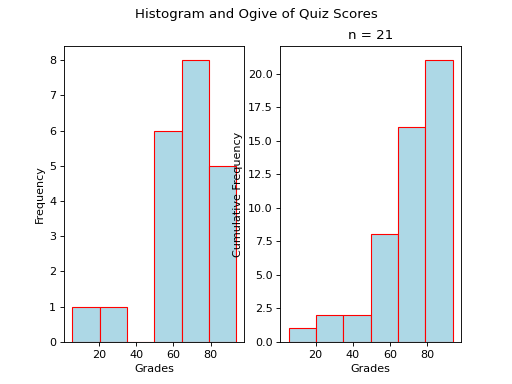 Histogram and Ogive of Quiz Scores
n = 21
8
7
6
5
4
3
2
1
0
Frequency
20 40 60 80
Grades
20.0
17.5
15.0
12.5
10.0
7.5
5.0
2.5
0.0
Cumulative Frequency
20 40 60 80
Grades